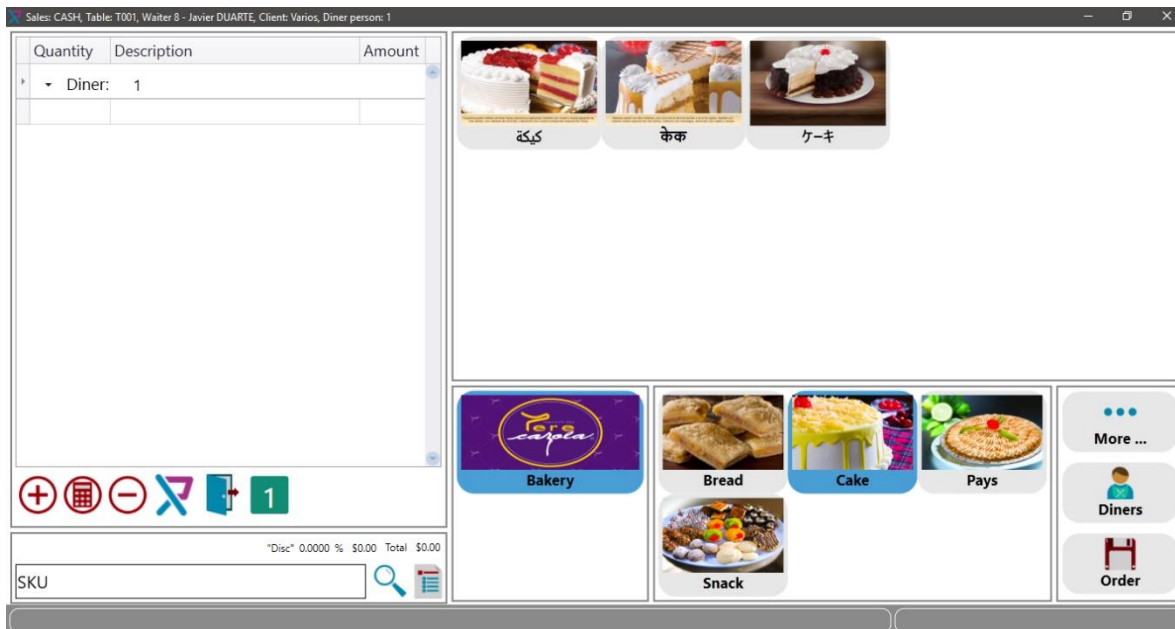 Sales: CASH, Table: T001, Waiter 8 - Javier DUARTE, Client: Varios, Diner person: 1
Quantity Description Amount
Diner: 1
كيكة
केक
ケーキ
1
"Disc" 0.0000 % $0.00 Total $0.00
SKU
Tere
carola
Bakery
Bread
Cake
Pays
Snack
More ...
Diners
Order